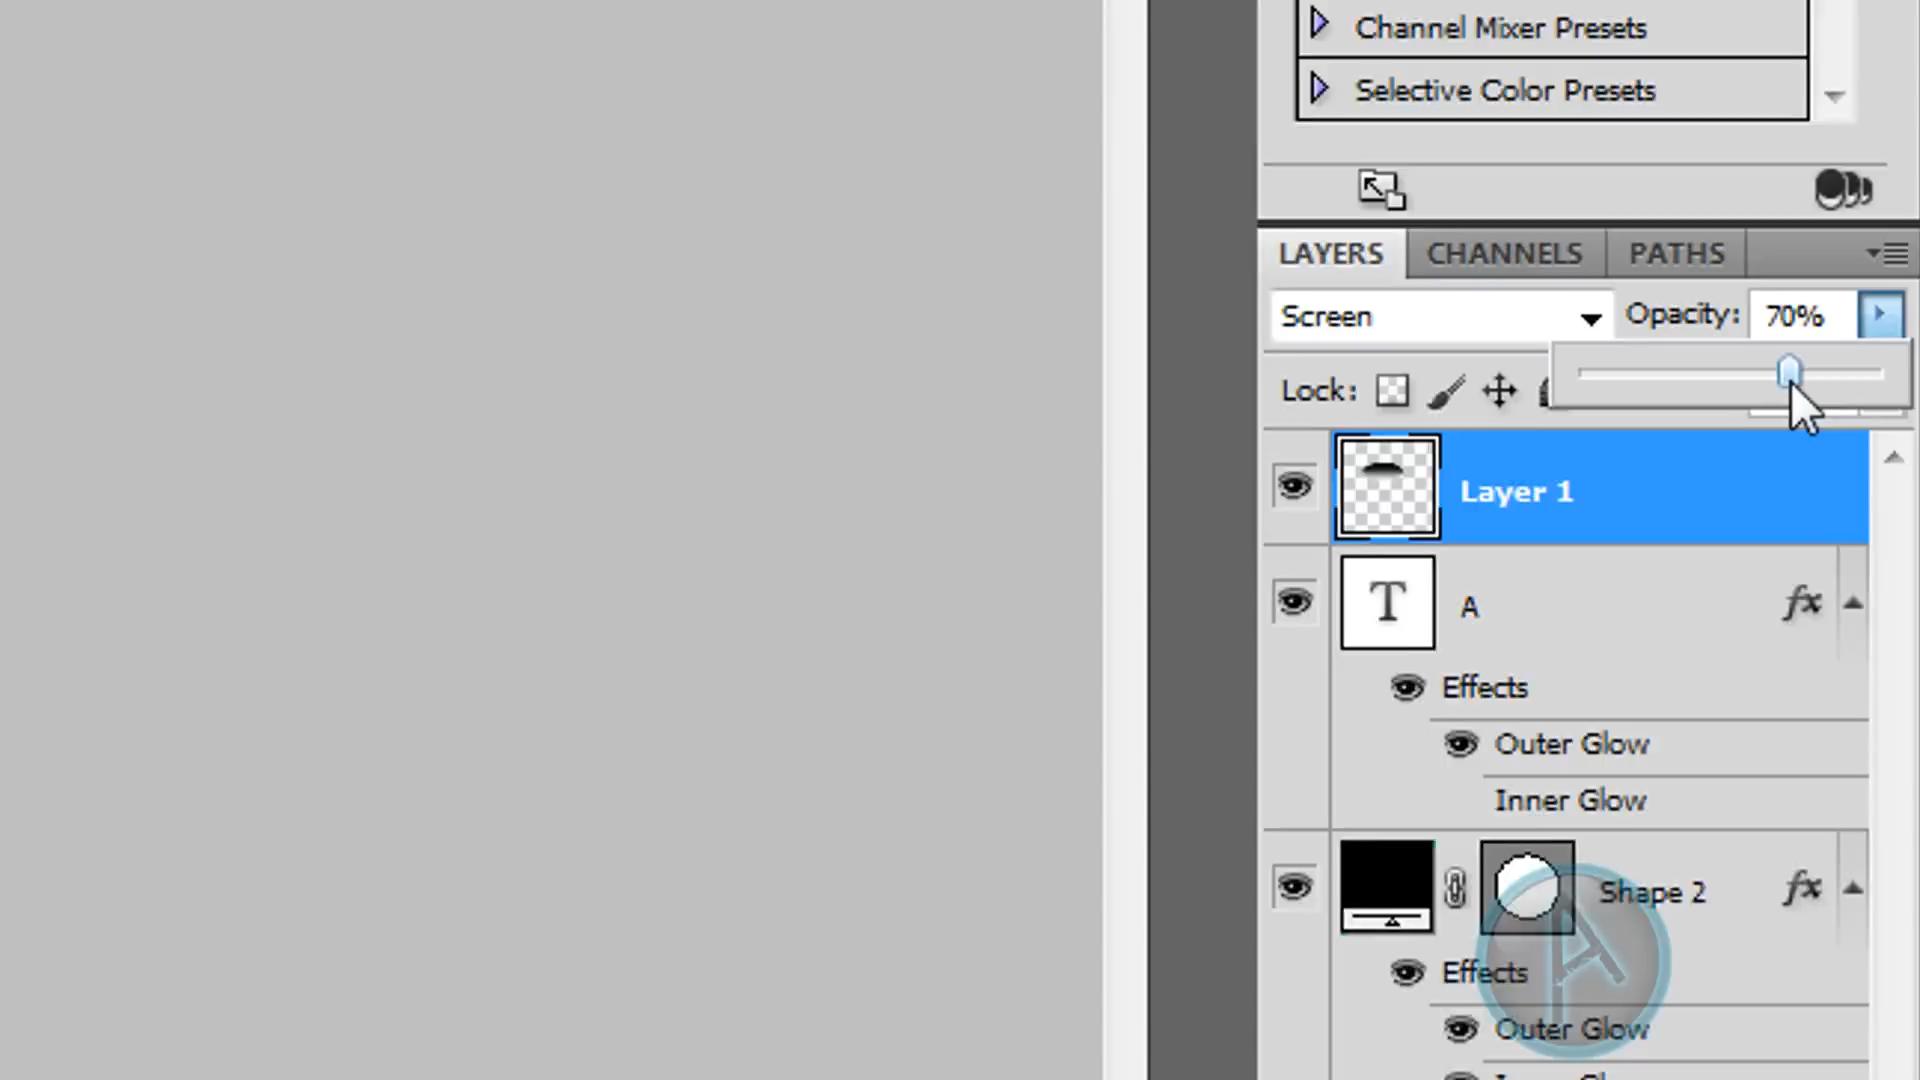 Channel Mixer Presets
Selective Color Presets
LAYERS CHANNELS PATHS
Screen Opacity: 70%
Lock:
Layer 1
T A fx
Effects
Outer Glow
Inner Glow
Shape 2 fx
Effects
Outer Glow